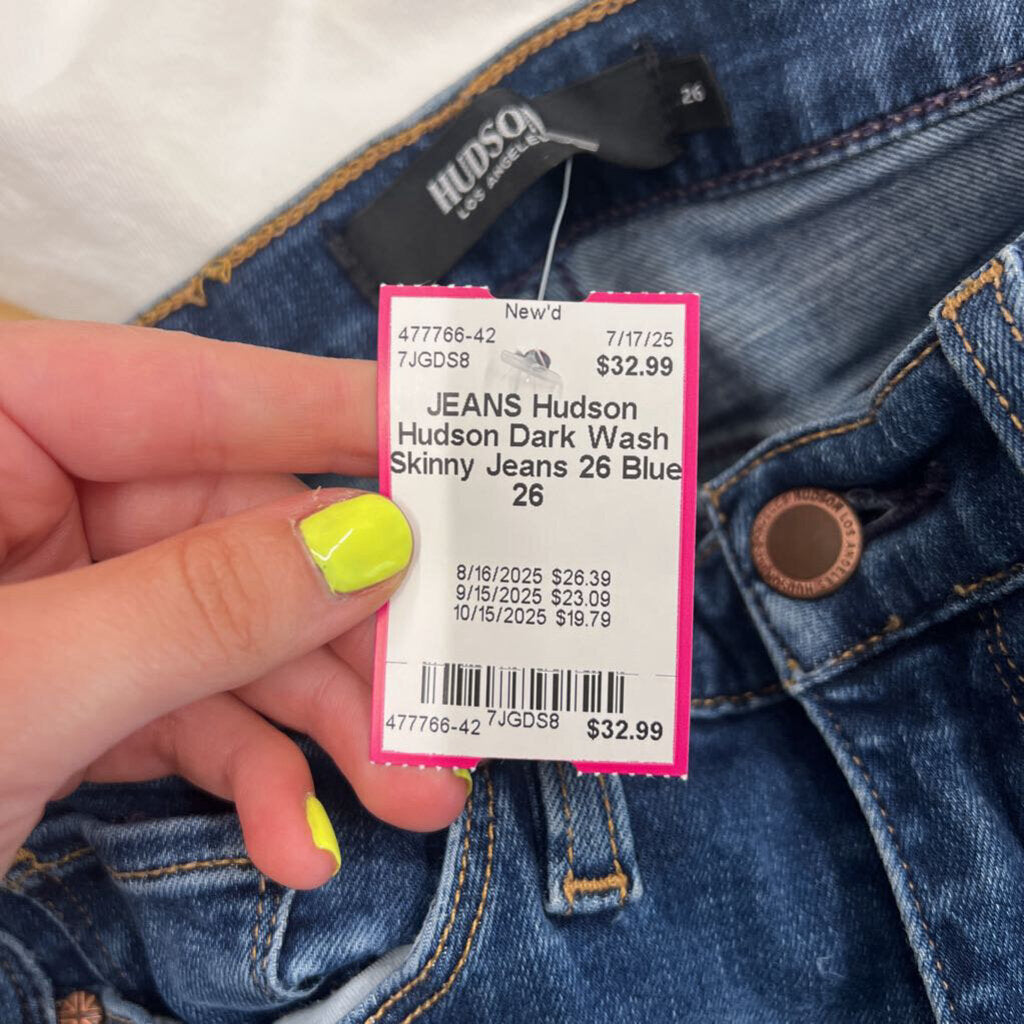 HUDSON
LOS ANGELES
26
New'd
477766-42 7/17/25
7JGDS8 $32.99
JEANS Hudson
Hudson Dark Wash
Skinny Jeans 26 Blue
26
8/16/2025 $26.39
9/15/2025 $23.09
10/15/2025 $19.79
477766-42 7JGDS8 $32.99
HUDSON LOS ANGELES HUDSON